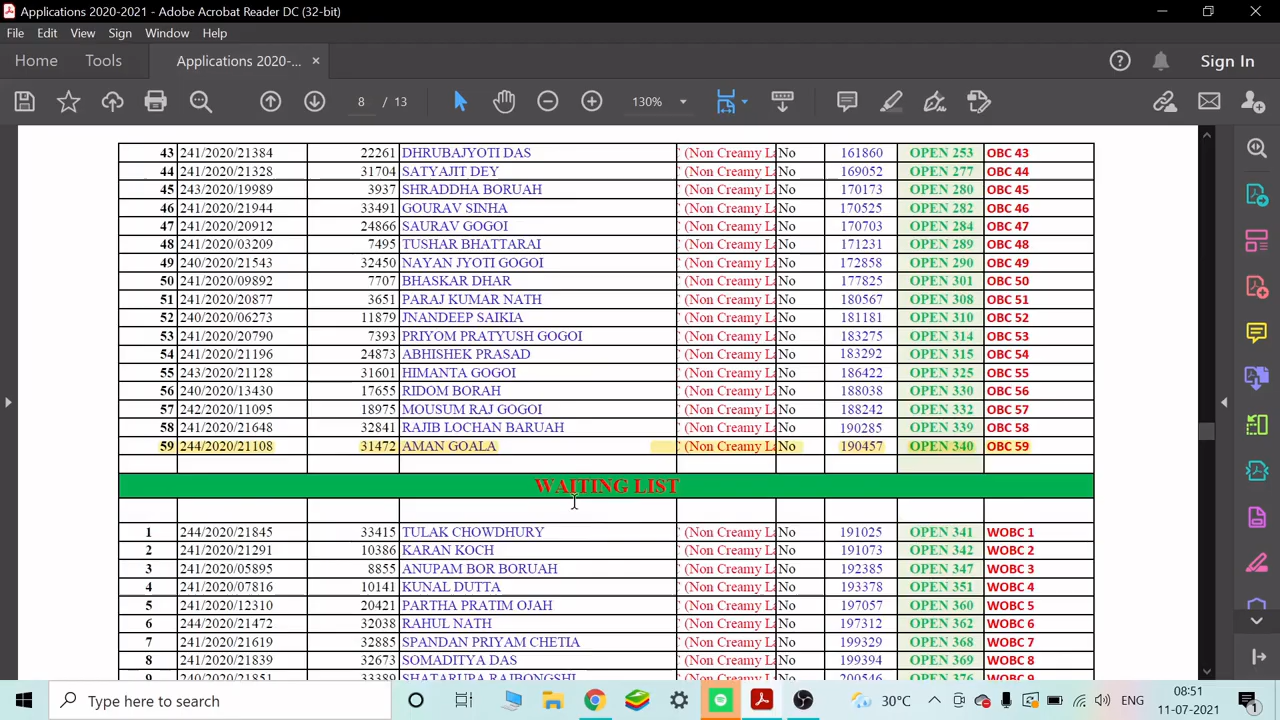 Applications 2020-2021 - Adobe Acrobat Reader DC (32-bit)
File Edit View Sign Window Help
Home Tools Applications 2020-... × Sign In
8 / 13 130%
43 241/2020/21384 22261 DHRUBAJYOTI DAS (Non Creamy La No 161860 OPEN 253 OBC 43
44 241/2020/21328 31704 SATYAJIT DEY (Non Creamy La No 169052 OPEN 277 OBC 44
45 243/2020/19989 3937 SHRADDHA BORUAH (Non Creamy La No 170173 OPEN 280 OBC 45
46 241/2020/21944 33491 GOURAV SINHA (Non Creamy La No 170525 OPEN 282 OBC 46
47 241/2020/20912 24866 SAURAV GOGOI (Non Creamy La No 170703 OPEN 284 OBC 47
48 241/2020/03209 7495 TUSHAR BHATTARAI (Non Creamy La No 171231 OPEN 289 OBC 48
49 240/2020/21543 32450 NAYAN JYOTI GOGOI (Non Creamy La No 172858 OPEN 290 OBC 49
50 241/2020/09892 7707 BHASKAR DHAR (Non Creamy La No 177825 OPEN 301 OBC 50
51 241/2020/20877 3651 PARAJ KUMAR NATH (Non Creamy La No 180567 OPEN 308 OBC 51
52 240/2020/06273 11879 JNANDEEP SAIKIA (Non Creamy La No 181181 OPEN 310 OBC 52
53 241/2020/20790 7393 PRIYOM PRATYUSH GOGOI (Non Creamy La No 183275 OPEN 314 OBC 53
54 241/2020/21196 24873 ABHISHEK PRASAD (Non Creamy La No 183292 OPEN 315 OBC 54
55 243/2020/21128 31601 HIMANTA GOGOI (Non Creamy La No 186422 OPEN 325 OBC 55
56 240/2020/13430 17655 RIDOM BORAH (Non Creamy La No 188038 OPEN 330 OBC 56
57 242/2020/11095 18975 MOUSUM RAJ GOGOI (Non Creamy La No 188242 OPEN 332 OBC 57
58 241/2020/21648 32841 RAJIB LOCHAN BARUAH (Non Creamy La No 190285 OPEN 339 OBC 58
59 244/2020/21108 31472 AMAN GOALA (Non Creamy La No 190457 OPEN 340 OBC 59
WAITING LIST
1 244/2020/21845 33415 TULAK CHOWDHURY (Non Creamy La No 191025 OPEN 341 WOBC 1
2 241/2020/21291 10386 KARAN KOCH (Non Creamy La No 191073 OPEN 342 WOBC 2
3 241/2020/05895 8855 ANUPAM BOR BORUAH (Non Creamy La No 192385 OPEN 347 WOBC 3
4 241/2020/07816 10141 KUNAL DUTTA (Non Creamy La No 193378 OPEN 351 WOBC 4
5 241/2020/12310 20421 PARTHA PRATIM OJAH (Non Creamy La No 197057 OPEN 360 WOBC 5
6 244/2020/21472 32038 RAHUL NATH (Non Creamy La No 197312 OPEN 362 WOBC 6
7 241/2020/21619 32885 SPANDAN PRIYAM CHETIA (Non Creamy La No 199329 OPEN 368 WOBC 7
8 241/2020/21839 32673 SOMADITYA DAS (Non Creamy La No 199394 OPEN 369 WOBC 8
9 240/2020/21851 33389 SHATARUPA RAJBONGSHI (Non Creamy La No 200546 OPEN 376 WOBC 9
Type here to search 30°C ENG 08:51
11-07-2021 1